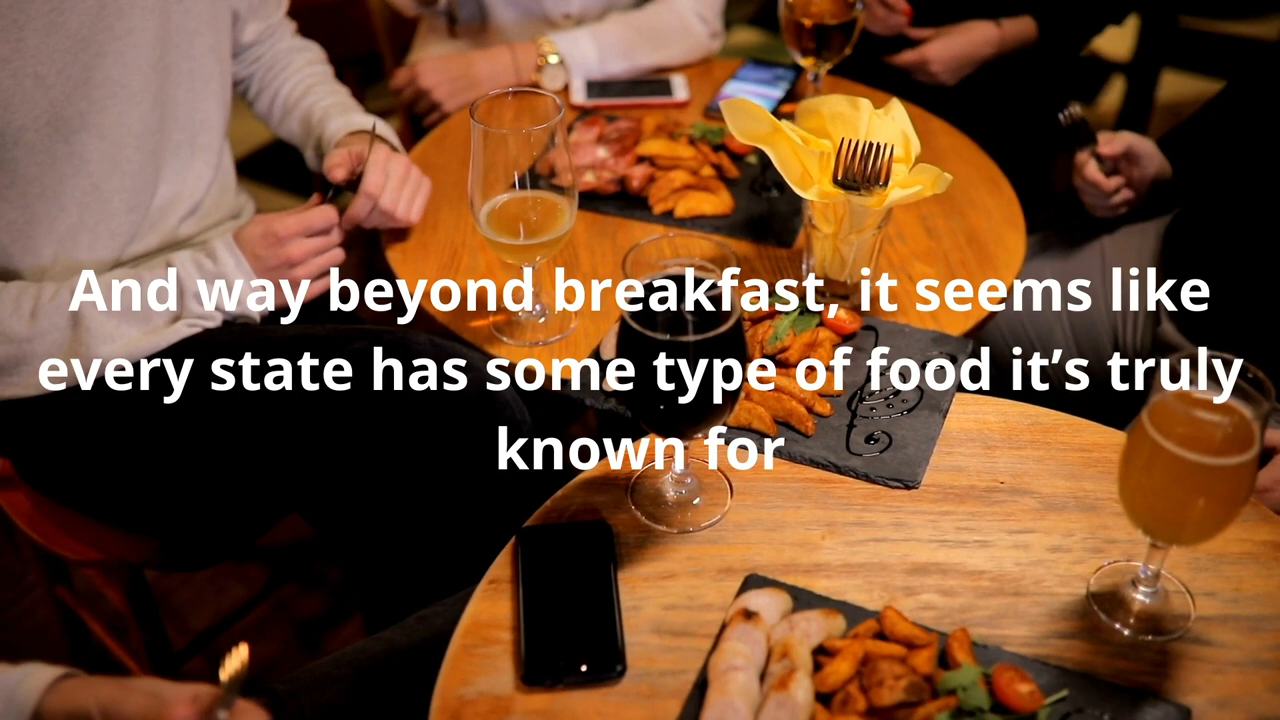 And way beyond breakfast, it seems like
every state has some type of food it’s truly
known for